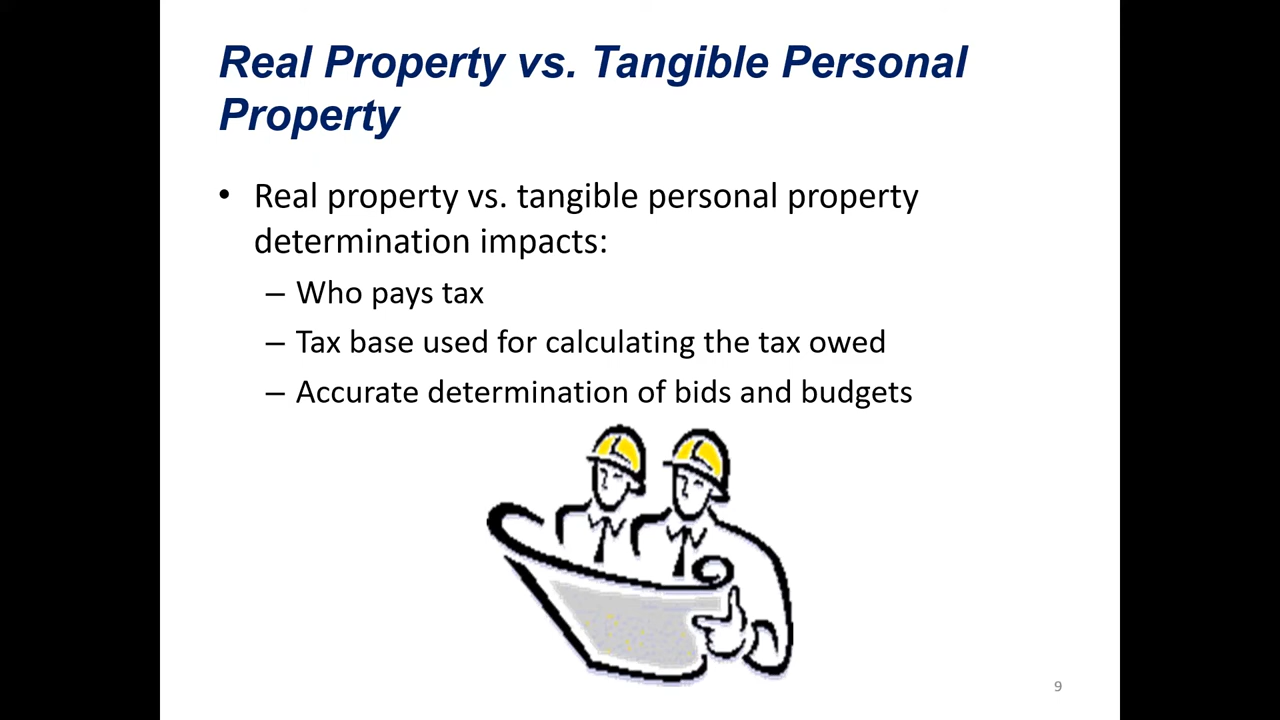 Real Property vs. Tangible Personal
Property
• Real property vs. tangible personal property
determination impacts:
– Who pays tax
– Tax base used for calculating the tax owed
– Accurate determination of bids and budgets
9